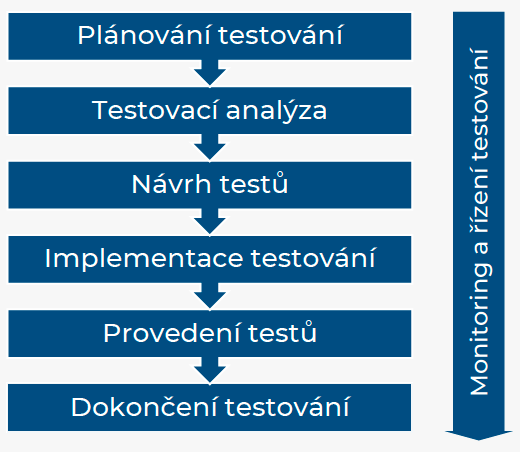 Plánování testování
Testovací analýza
Návrh testů
Implementace testování
Provedení testů
Dokončení testování
Monitoring a řízení testování